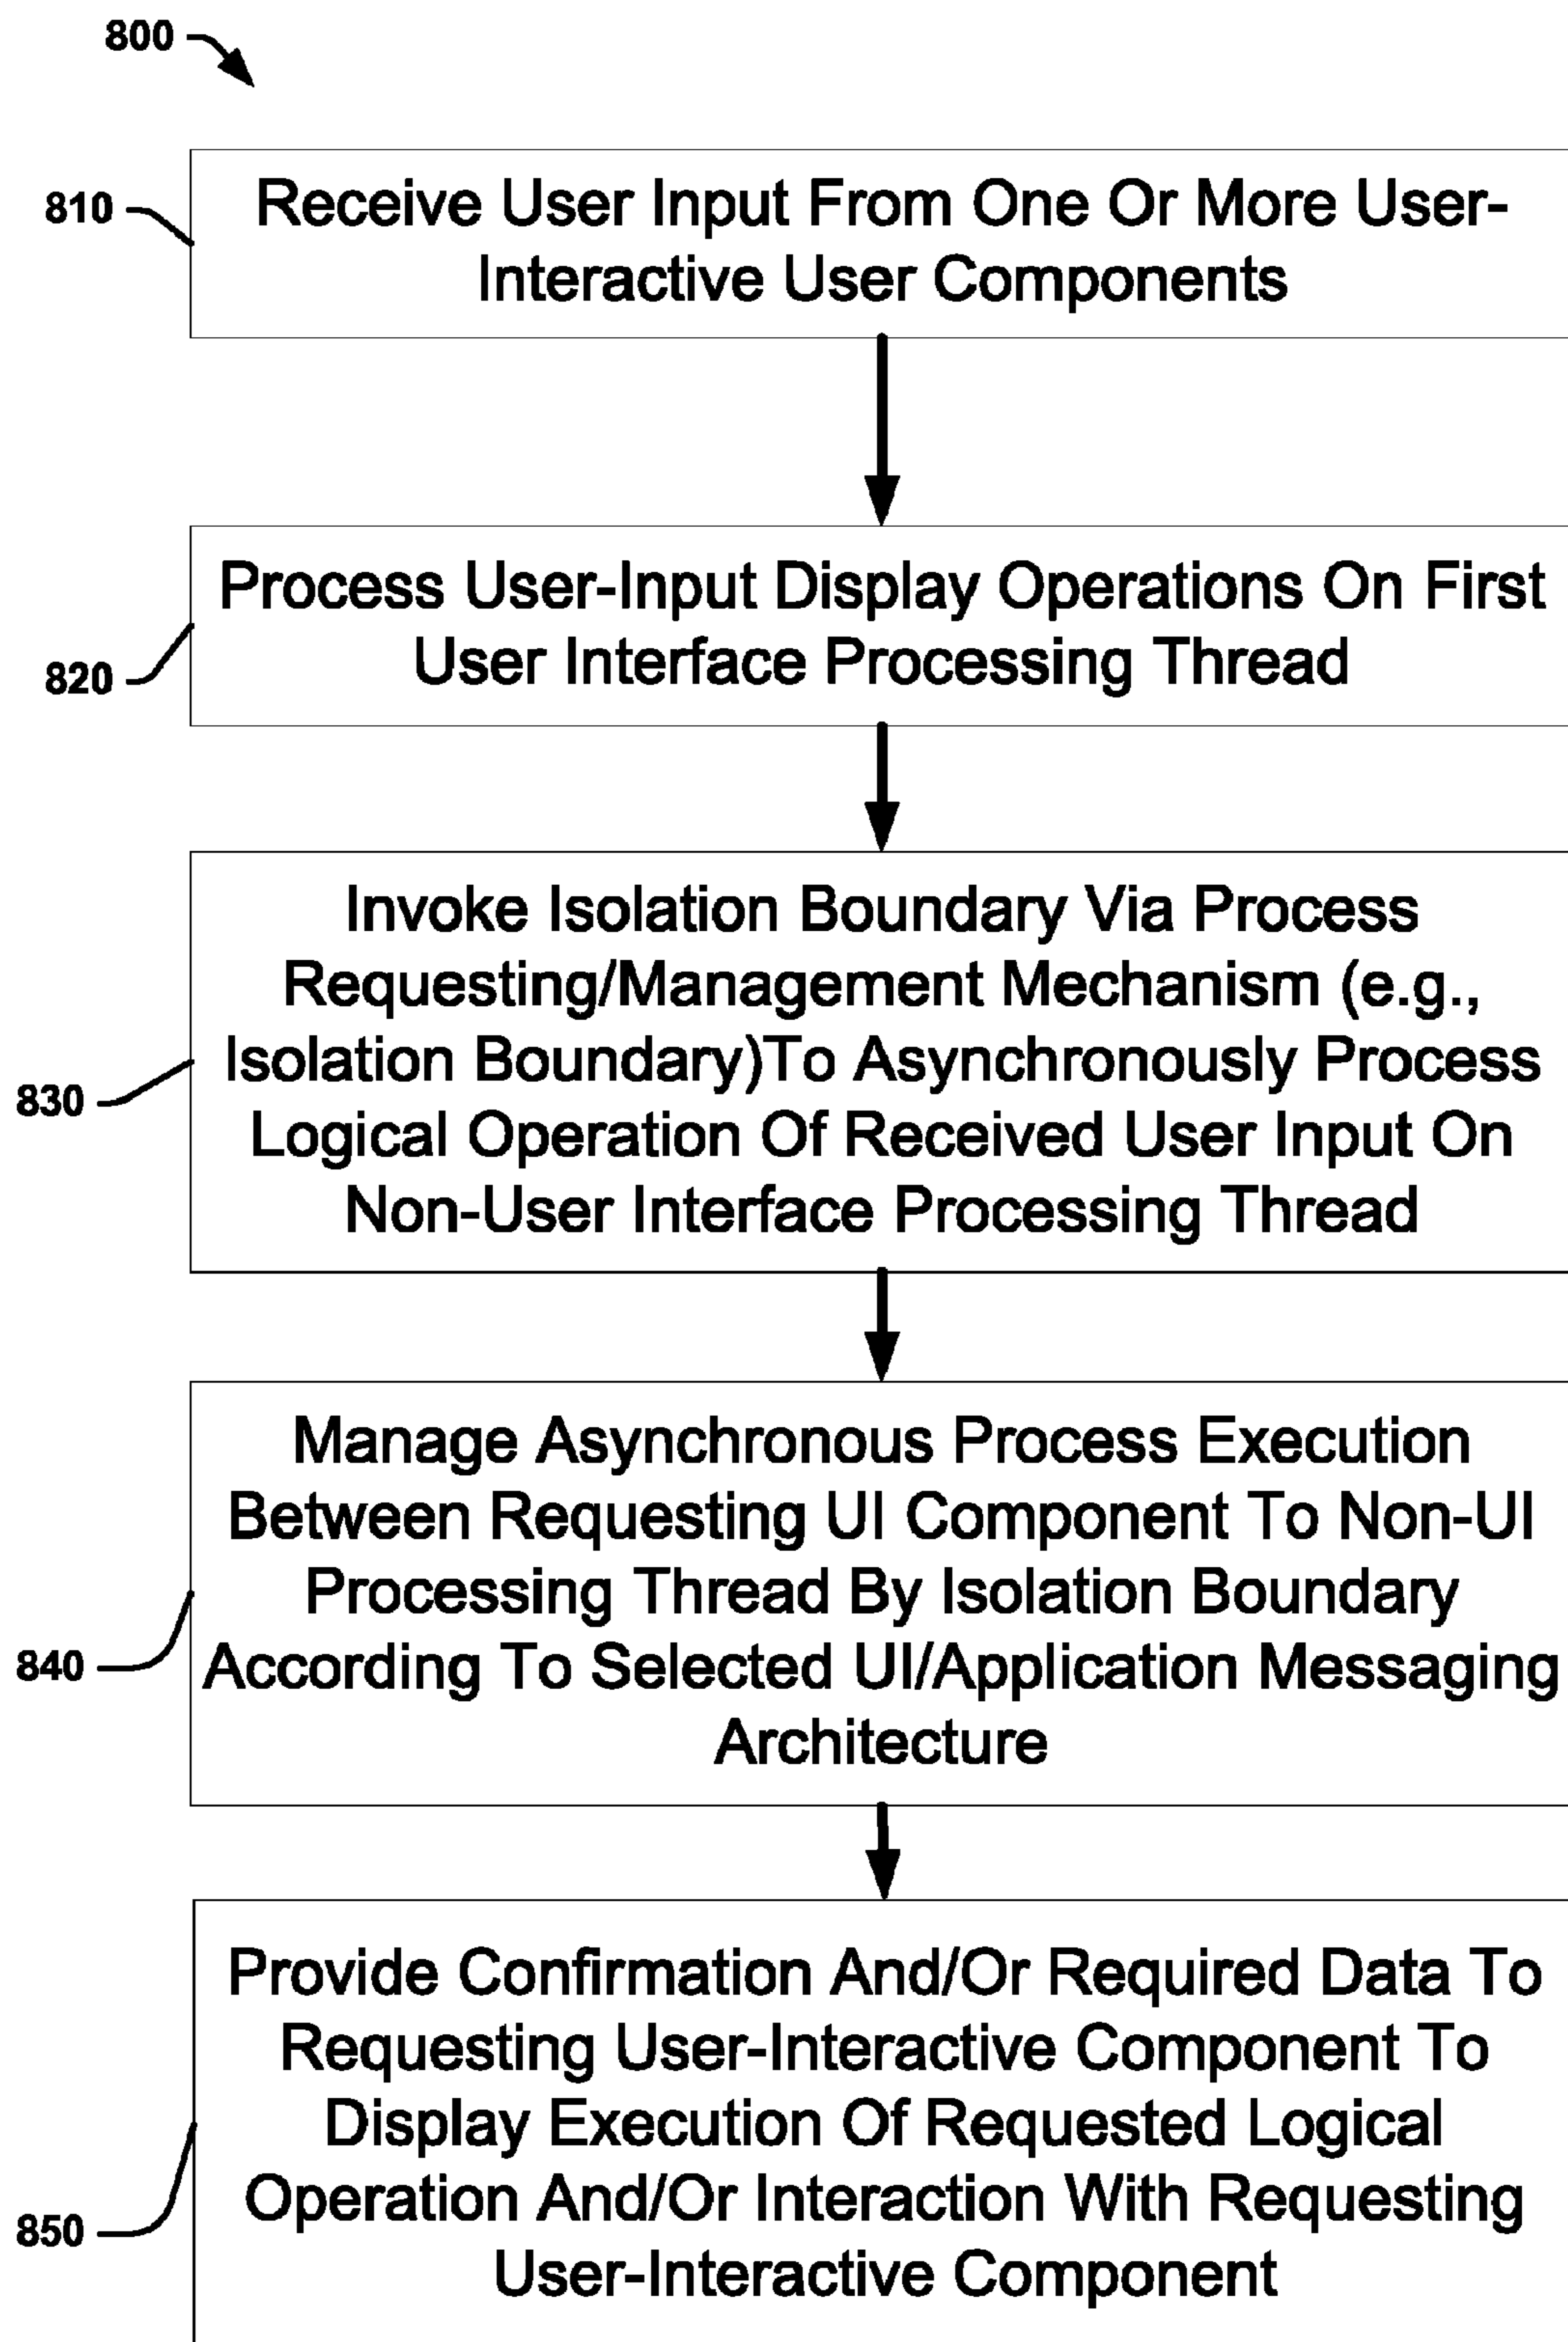 800
810
Receive User Input From One Or More User-
Interactive User Components
820
Process User-Input Display Operations On First
User Interface Processing Thread
830
Invoke Isolation Boundary Via Process
Requesting/Management Mechanism (e.g.,
Isolation Boundary)To Asynchronously Process
Logical Operation Of Received User Input On
Non-User Interface Processing Thread
840
Manage Asynchronous Process Execution
Between Requesting UI Component To Non-UI
Processing Thread By Isolation Boundary
According To Selected UI/Application Messaging
Architecture
850
Provide Confirmation And/Or Required Data To
Requesting User-Interactive Component To
Display Execution Of Requested Logical
Operation And/Or Interaction With Requesting
User-Interactive Component